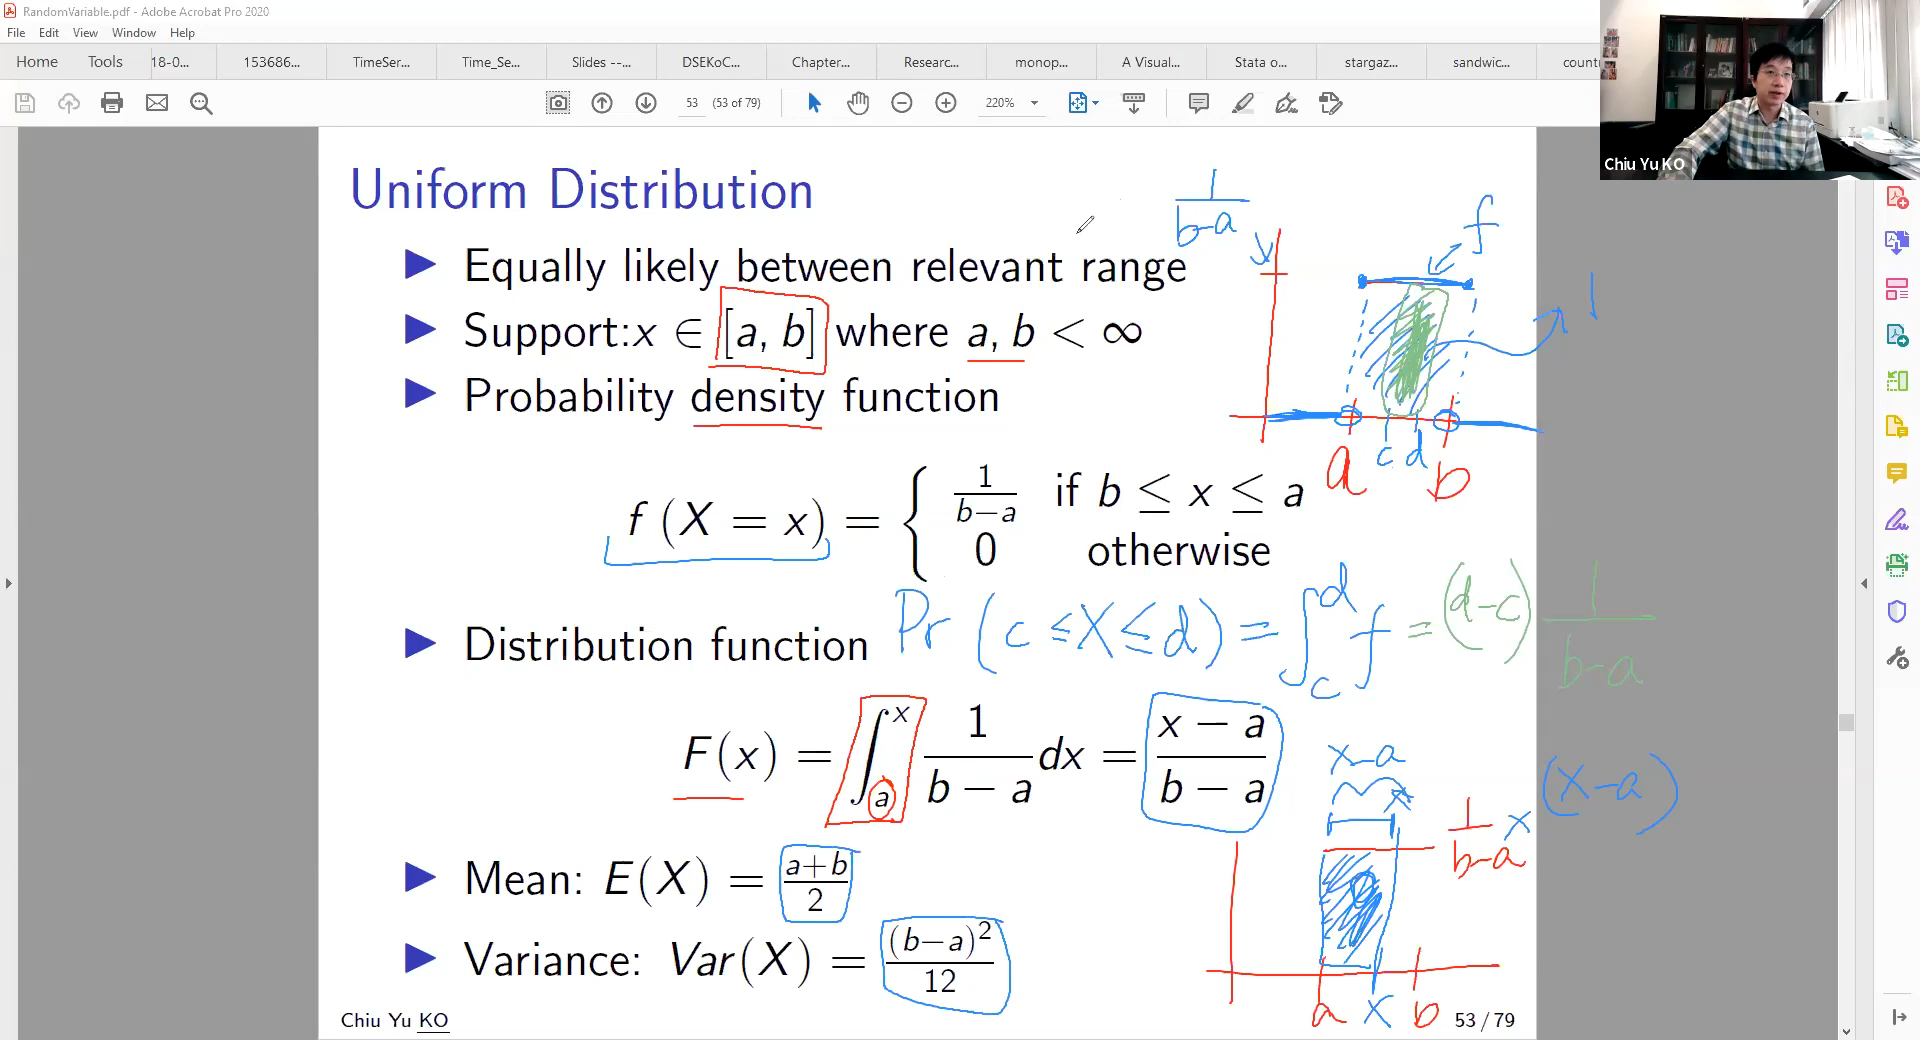 RandomVariable.pdf - Adobe Acrobat Pro 2020
File Edit View Window Help
Home Tools 18-0... 153686... TimeSer... Time_Se... Slides --... DSEKoC... Chapter... Researc... monop... A Visual... Stata o... stargaz... sandwic... count
53 (53 of 79) 220%
Chiu Yu KO
Uniform Distribution
► Equally likely between relevant range
► Support:x ∈ [a, b] where a, b < ∞
► Probability density function
f (X = x) = { 1/(b−a) if b ≤ x ≤ a
0 otherwise
► Distribution function
Pr (c ≤ X ≤ d) = ∫_c^d f = (d-c) 1/(b-a)
F(x) = ∫_a^x 1/(b − a) dx = (x − a)/(b − a)
► Mean: E(X) = (a+b)/2
► Variance: Var(X) = (b−a)²/12
1/(b-a)
f
1
a c d b
x-a
x
1/(b-a) x (x-a)
a x b
Chiu Yu KO 53 / 79